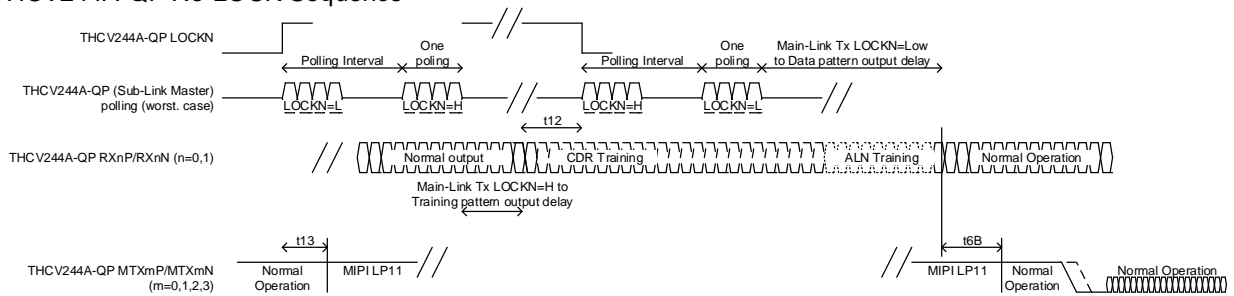 THCV244A-QP Re-LOCK Sequence
THCV244A-QP LOCKN
Polling Interval
One
poling
Polling Interval
One
poling
Main-Link Tx LOCKN=Low
to Data pattern output delay
THCV244A-QP (Sub-Link Master)
polling (worst. case)
LOCKN=L
LOCKN=H
LOCKN=H
LOCKN=L
t12
THCV244A-QP RXnP/RXnN (n=0,1)
Normal output
CDR Training
ALN Training
Normal Operation
Main-Link Tx LOCKN=H to
Training pattern output delay
t13
t6B
THCV244A-QP MTXmP/MTXmN
(m=0,1,2,3)
Normal
Operation
MIPI LP11
MIPI LP11
Normal
Operation
Normal Operation